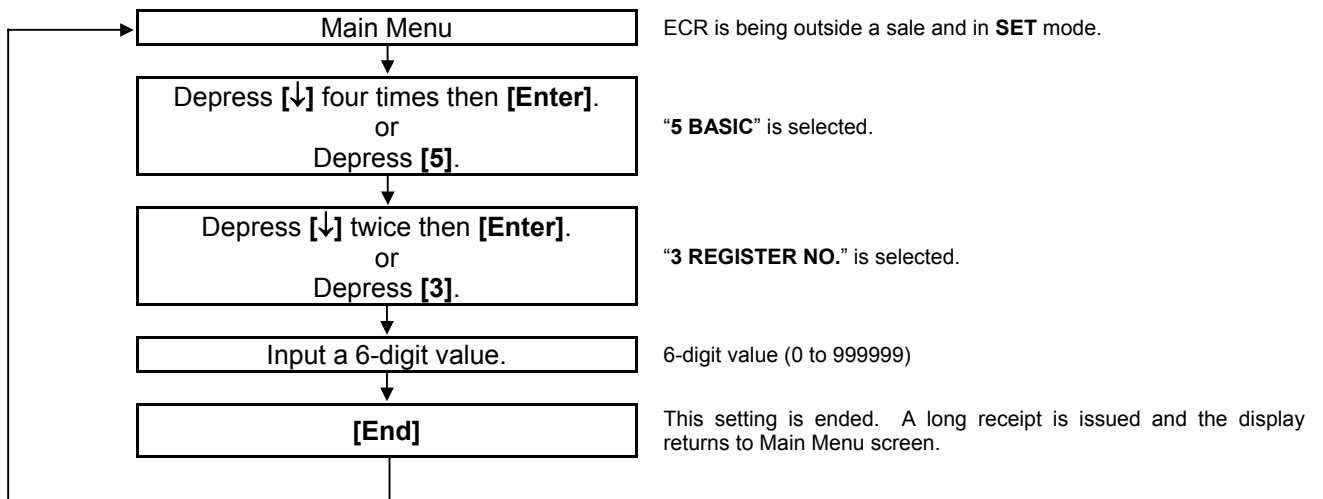 Main Menu
ECR is being outside a sale and in SET mode.
Depress [↓] four times then [Enter].
or
Depress [5].
“5 BASIC” is selected.
Depress [↓] twice then [Enter].
or
Depress [3].
“3 REGISTER NO.” is selected.
Input a 6-digit value.
6-digit value (0 to 999999)
[End]
This setting is ended. A long receipt is issued and the display
returns to Main Menu screen.